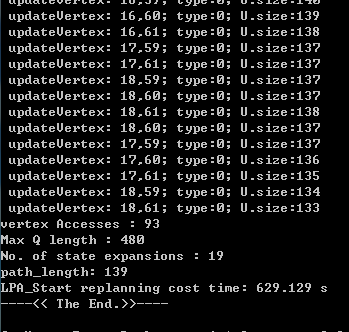 updateVertex: 16,59; type:0; U.size:140
updateVertex: 16,60; type:0; U.size:139
updateVertex: 16,61; type:0; U.size:138
updateVertex: 17,59; type:0; U.size:137
updateVertex: 17,61; type:0; U.size:137
updateVertex: 18,59; type:0; U.size:137
updateVertex: 18,60; type:0; U.size:137
updateVertex: 18,61; type:0; U.size:138
updateVertex: 18,60; type:0; U.size:137
updateVertex: 17,59; type:0; U.size:137
updateVertex: 17,60; type:0; U.size:136
updateVertex: 17,61; type:0; U.size:135
updateVertex: 18,59; type:0; U.size:134
updateVertex: 18,61; type:0; U.size:133
vertex Accesses : 93
Max Q length : 480
No. of state expansions : 19
path_length: 139
LPA_Start replanning cost time: 629.129 s
----<< The End.>>----